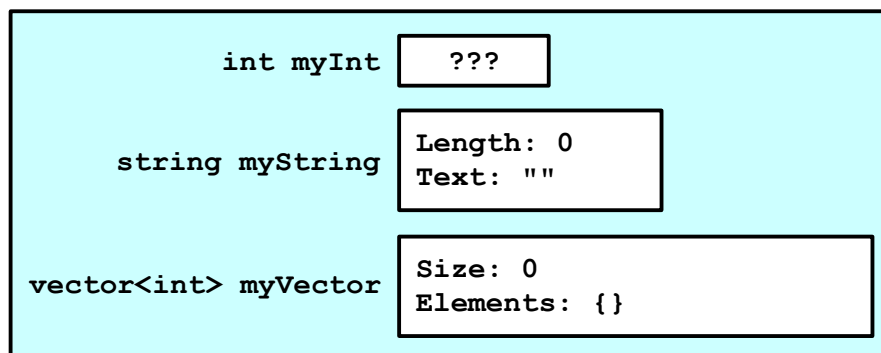 int myInt ???
string myString Length: 0
Text: ""
vector<int> myVector Size: 0
Elements: {}